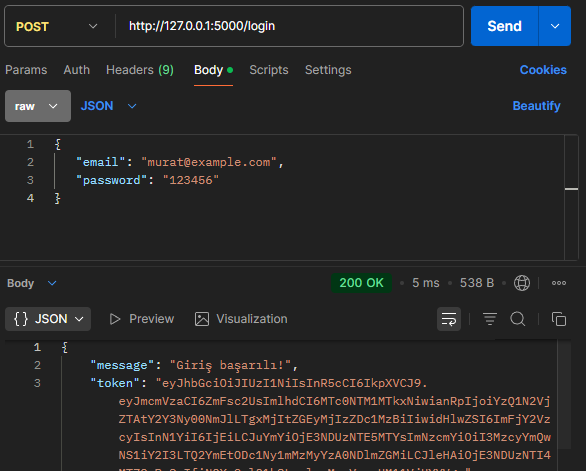 POST http://127.0.0.1:5000/login Send
Params Auth Headers (9) Body Scripts Settings Cookies
raw JSON Beautify
1 {
2 "email": "murat@example.com",
3 "password": "123456"
4 }
Body 200 OK • 5 ms • 538 B
{} JSON Preview Visualization
1 {
2 "message": "Giriş başarılı!",
3 "token": "eyJhbGciOiJIUzI1NiIsInR5cCI6IkpXVCJ9.
eyJmcmVzaCI6ZmFsc2UsImlhdCI6MTc0NTM1MTkxNiwianRpIjoiYzQ1N2Vj
ZTAtY2Y3Ny00NmJlLTgxMjItZGEyMjIzZDc1MzBiIiwidHlwZSI6ImFjY2Vz
cyIsInN1YiI6IjEiLCJuYmYiOjE3NDUzNTE5MTYsImNzcmYiOiI3MzcyYmQw
NS1iY2I3LTQ2YmEtODc1Ny1mMzMyYzA0NDlmZGMiLCJleHAiOjE3NDUzNTI4